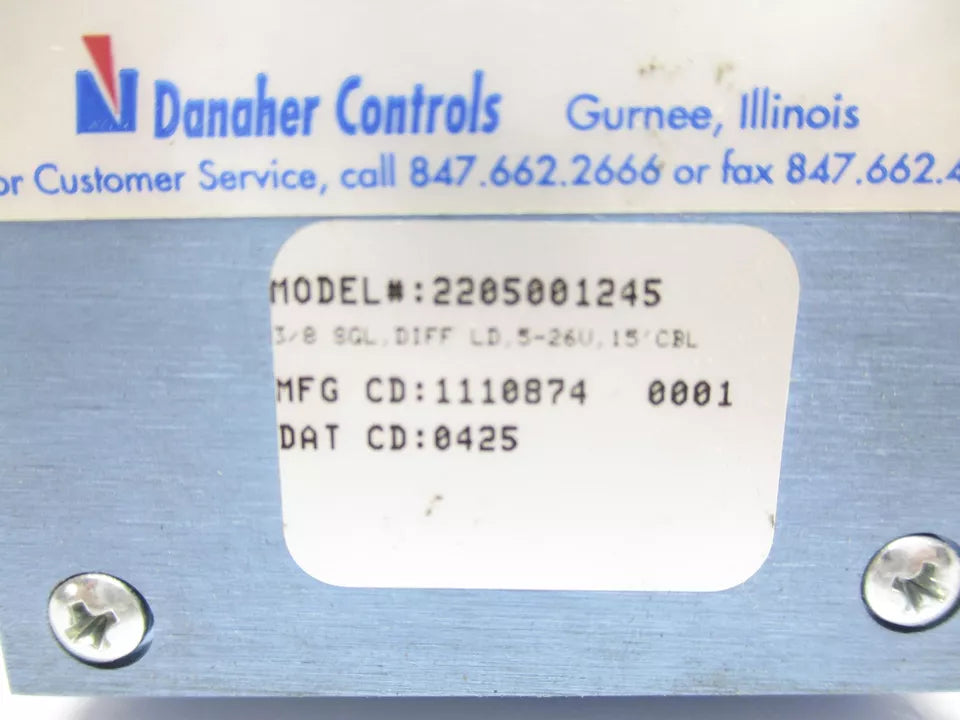 Danaher Controls Gurnee, Illinois
or Customer Service, call 847.662.2666 or fax 847.662.4
MODEL#:2205001245
3/8 SQL,DIFF LD,5-26V,15'CBL
MFG CD:1110874 0001
DAT CD:0425